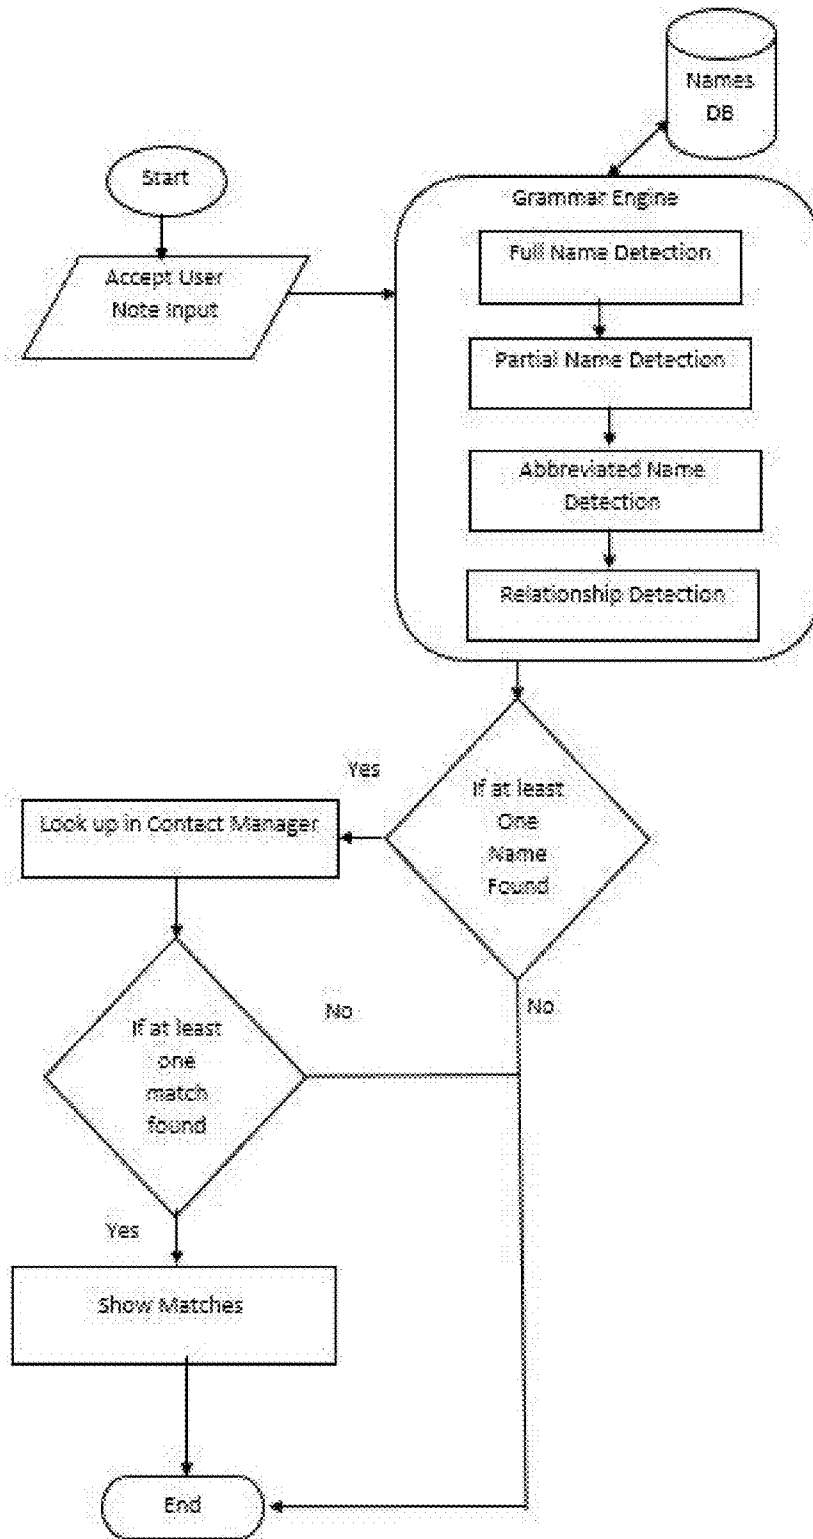 Names
DB
Start
Grammar Engine
Full Name Detection
Accept User
Note Input
Partial Name Detection
Abbreviated Name
Detection
Relationship Detection
Yes
If at least
One
Name
Found
Look up in Contact Manager
No
No
If at least
one
match
found
Yes
Show Matches
End